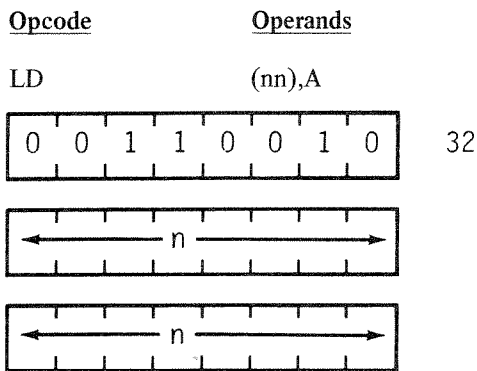 Opcode Operands
LD (nn),A
0 0 1 1 0 0 1 0 32
n
n